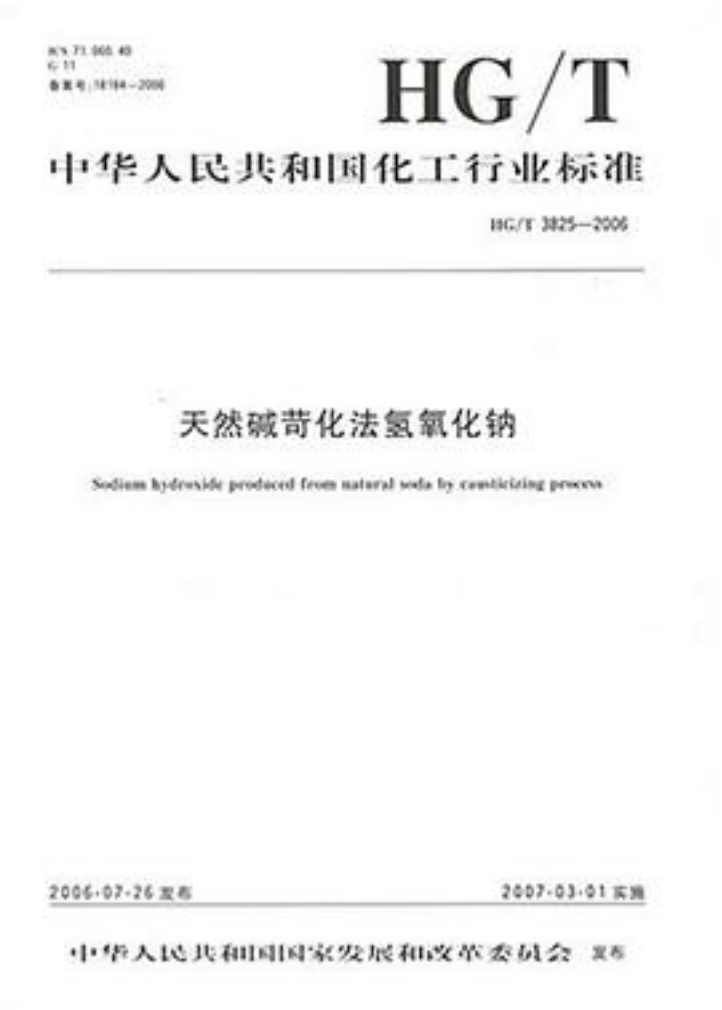 ICS 71.060.40
G 11
备案号:18184—2006
HG/T
中华人民共和国化工行业标准
HG/T 3825—2006
天然碱苛化法氢氧化钠
Sodium hydroxide produced from natural soda by causticizing process
2006-07-26 发布
2007-03-01 实施
中华人民共和国国家发展和改革委员会 发布